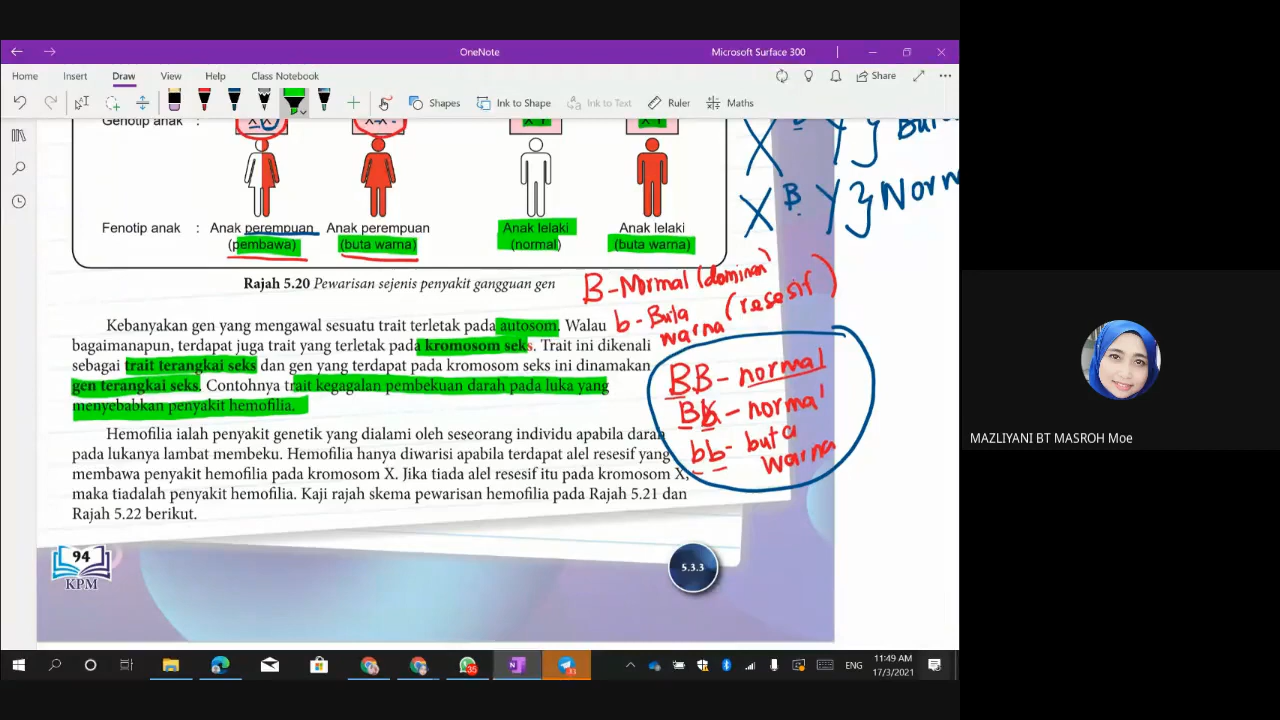 OneNote
Microsoft Surface 300
Home Insert Draw View Help Class Notebook
Share
Shapes
Ink to Shape
Ink to Text
Ruler
Maths
Genotip anak :
Fenotip anak : Anak perempuan Anak perempuan Anak lelaki Anak lelaki
(pembawa) (buta warna) (normal) (buta warna)
X Y } Buta
X B Y } Norm
Rajah 5.20 Pewarisan sejenis penyakit gangguan gen
B - Normal (dominan)
b - Buta warna (resesif)
Kebanyakan gen yang mengawal sesuatu trait terletak pada autosom. Walau
bagaimanapun, terdapat juga trait yang terletak pada kromosom seks. Trait ini dikenali
sebagai trait terangkai seks dan gen yang terdapat pada kromosom seks ini dinamakan
gen terangkai seks. Contohnya trait kegagalan pembekuan darah pada luka yang
menyebabkan penyakit hemofilia.
BB - normal
Bb - normal
bb - buta
warna
Hemofilia ialah penyakit genetik yang dialami oleh seseorang individu apabila darah
pada lukanya lambat membeku. Hemofilia hanya diwarisi apabila terdapat alel resesif yang
membawa penyakit hemofilia pada kromosom X. Jika tiada alel resesif itu pada kromosom X,
maka tiadalah penyakit hemofilia. Kaji rajah skema pewarisan hemofilia pada Rajah 5.21 dan
Rajah 5.22 berikut.
94
KPM
5.3.3
MAZLIYANI BT MASROH Moe
35
ENG
11:49 AM
17/3/2021